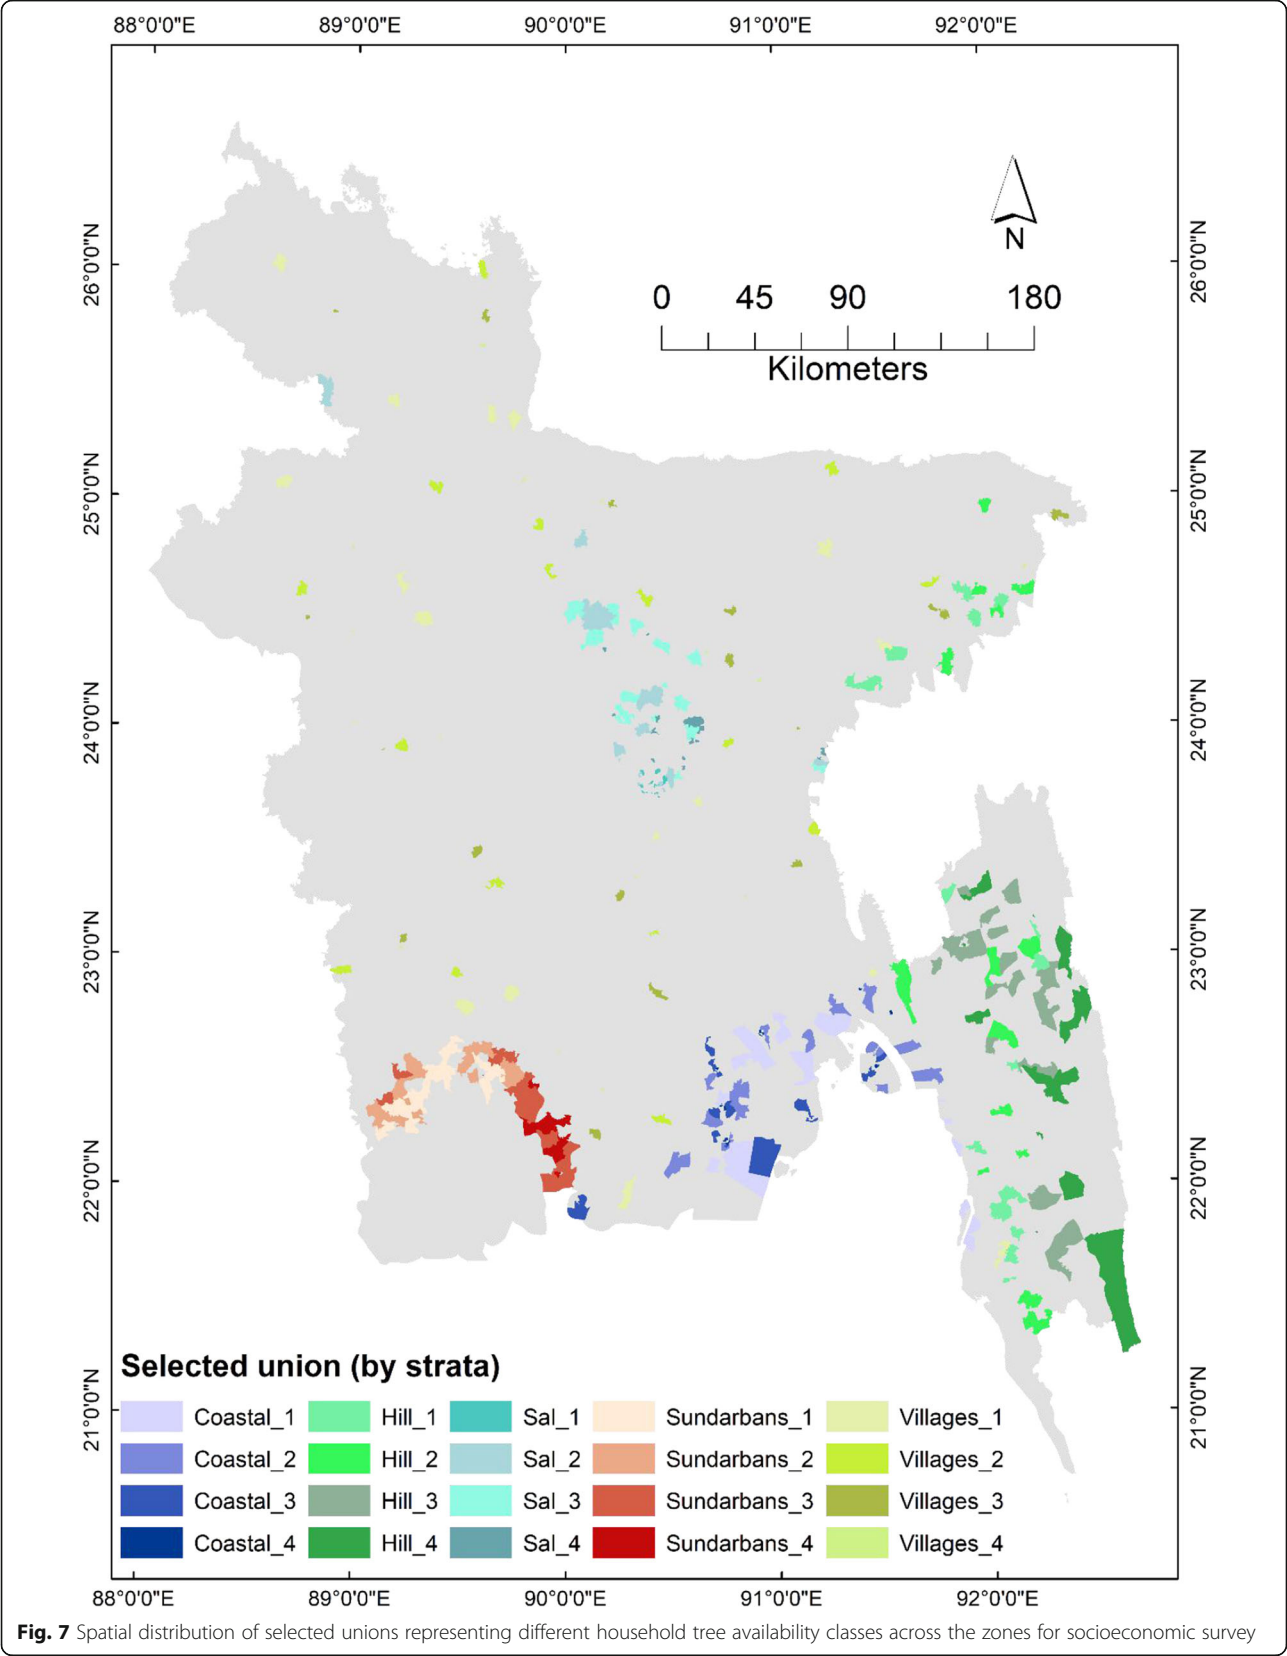 88°0'0"E 89°0'0"E 90°0'0"E 91°0'0"E 92°0'0"E
N
0 45 90 180
Kilometers
26°0'0"N 26°0'0"N
25°0'0"N 25°0'0"N
24°0'0"N 24°0'0"N
23°0'0"N 23°0'0"N
22°0'0"N 22°0'0"N
21°0'0"N 21°0'0"N
Selected union (by strata)
Coastal_1 Hill_1 Sal_1 Sundarbans_1 Villages_1
Coastal_2 Hill_2 Sal_2 Sundarbans_2 Villages_2
Coastal_3 Hill_3 Sal_3 Sundarbans_3 Villages_3
Coastal_4 Hill_4 Sal_4 Sundarbans_4 Villages_4
88°0'0"E 89°0'0"E 90°0'0"E 91°0'0"E 92°0'0"E
Fig. 7 Spatial distribution of selected unions representing different household tree availability classes across the zones for socioeconomic survey